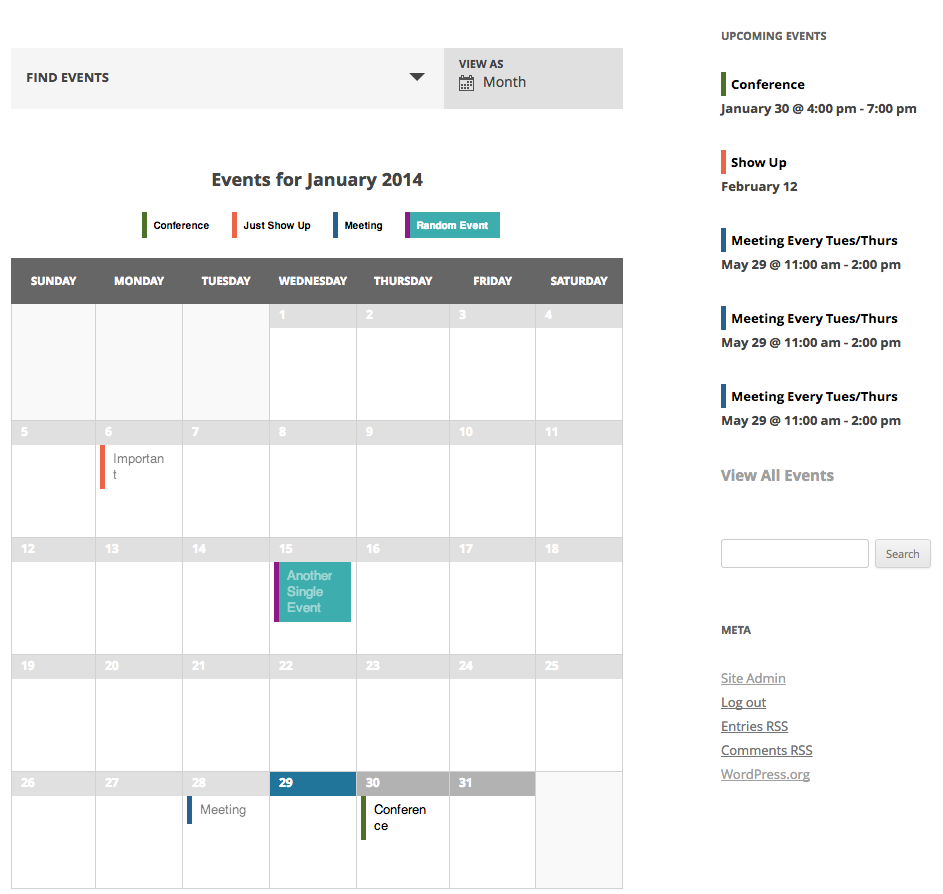 FIND EVENTS
VIEW AS
Month
Events for January 2014
Conference
Just Show Up
Meeting
Random Event
SUNDAY MONDAY TUESDAY WEDNESDAY THURSDAY FRIDAY SATURDAY
1 2 3 4
5 6 7 8 9 10 11
Importan
t
12 13 14 15 16 17 18
Another
Single
Event
19 20 21 22 23 24 25
26 27 28 29 30 31
Meeting
Conferen
ce
UPCOMING EVENTS
Conference
January 30 @ 4:00 pm - 7:00 pm
Show Up
February 12
Meeting Every Tues/Thurs
May 29 @ 11:00 am - 2:00 pm
Meeting Every Tues/Thurs
May 29 @ 11:00 am - 2:00 pm
Meeting Every Tues/Thurs
May 29 @ 11:00 am - 2:00 pm
View All Events
Search
META
Site Admin
Log out
Entries RSS
Comments RSS
WordPress.org